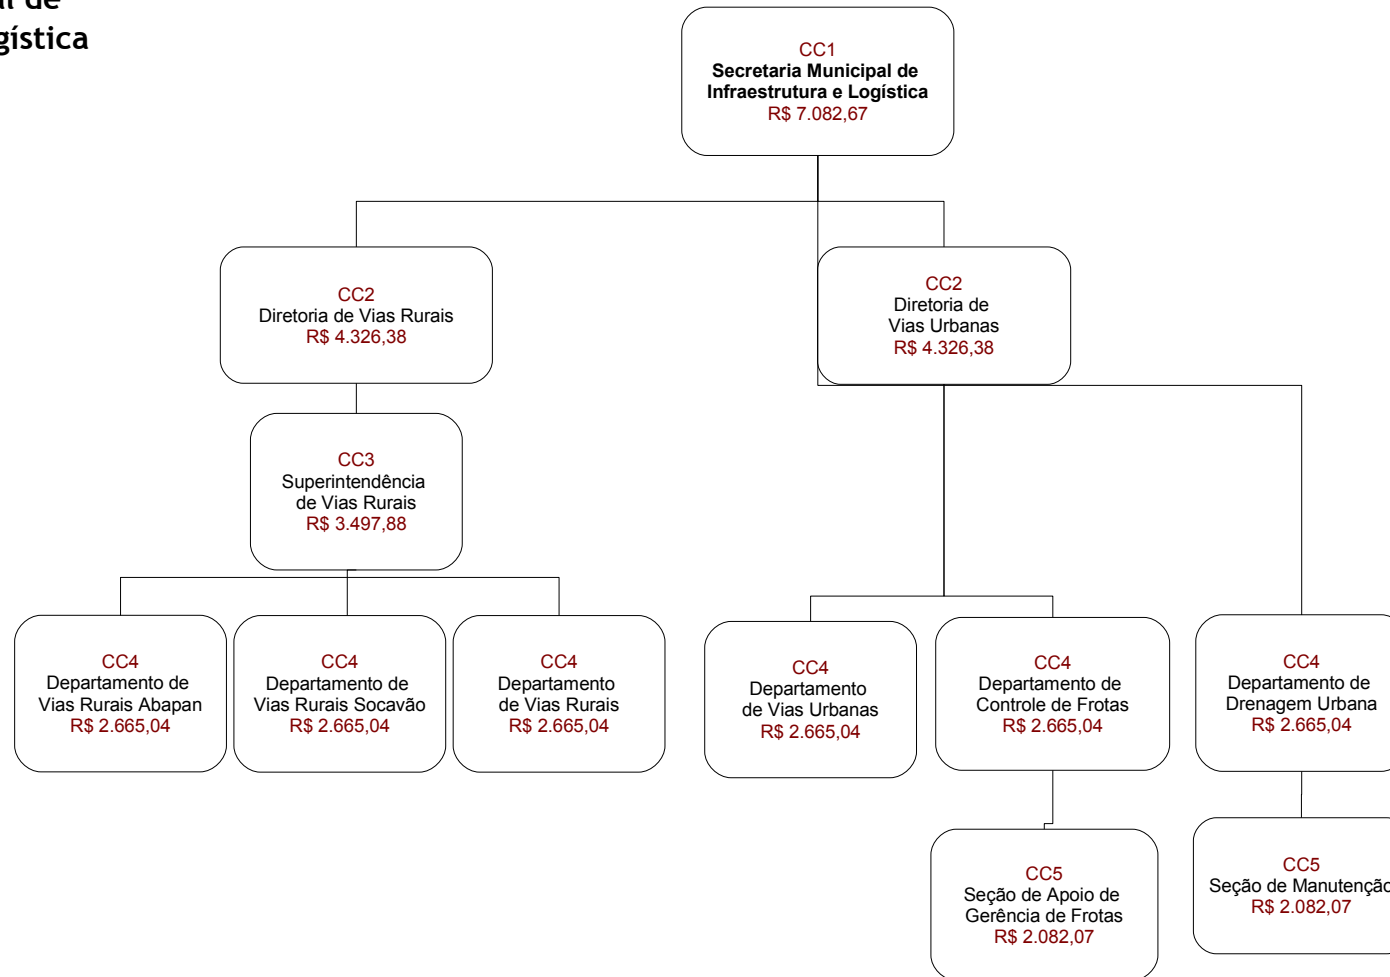 al de
gística
CC1
Secretaria Municipal de
Infraestrutura e Logística
R$ 7.082,67
CC2
Diretoria de Vias Rurais
R$ 4.326,38
CC2
Diretoria de
Vias Urbanas
R$ 4.326,38
CC3
Superintendência
de Vias Rurais
R$ 3.497,88
CC4
Departamento de
Vias Rurais Abapan
R$ 2.665,04
CC4
Departamento de
Vias Rurais Socavão
R$ 2.665,04
CC4
Departamento
de Vias Rurais
R$ 2.665,04
CC4
Departamento
de Vias Urbanas
R$ 2.665,04
CC4
Departamento de
Controle de Frotas
R$ 2.665,04
CC4
Departamento de
Drenagem Urbana
R$ 2.665,04
CC5
Seção de Apoio de
Gerência de Frotas
R$ 2.082,07
CC5
Seção de Manutenção
R$ 2.082,07